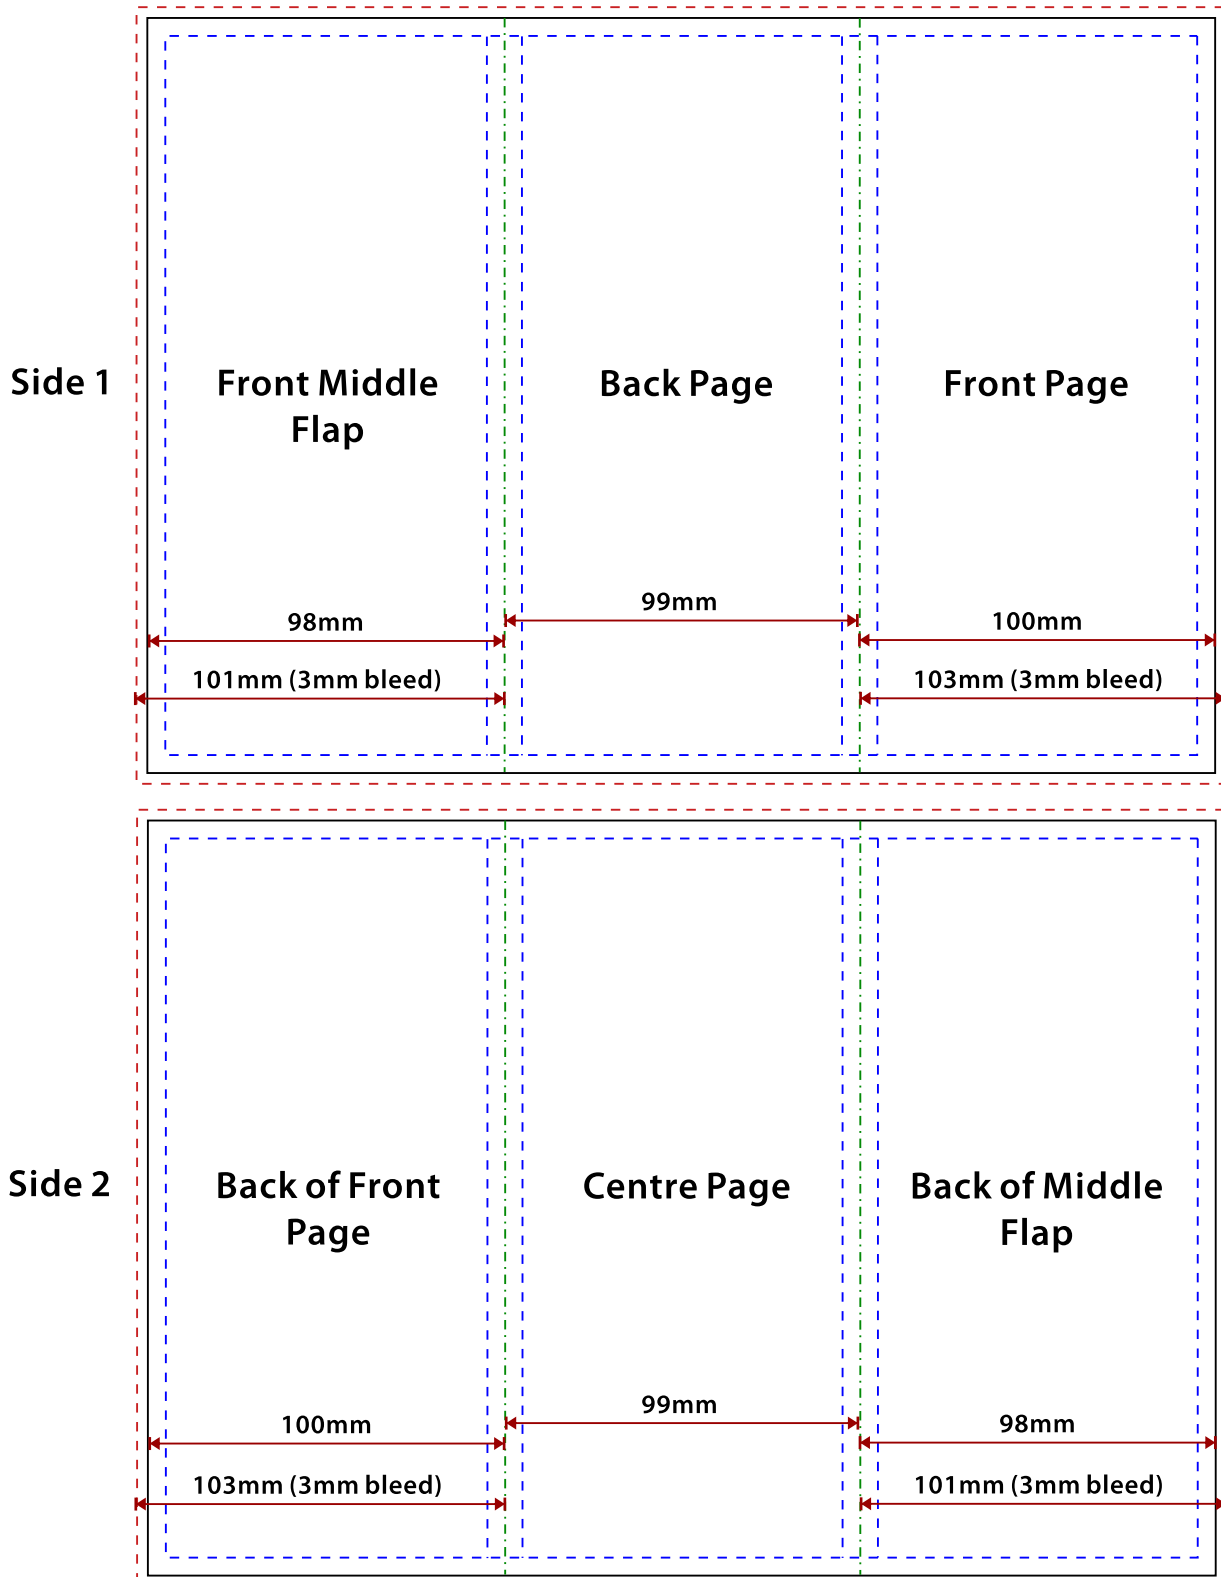 Side 1
Front Middle
Flap
Back Page
Front Page
98mm
99mm
100mm
101mm (3mm bleed)
103mm (3mm bleed)
Side 2
Back of Front
Page
Centre Page
Back of Middle
Flap
100mm
99mm
98mm
103mm (3mm bleed)
101mm (3mm bleed)